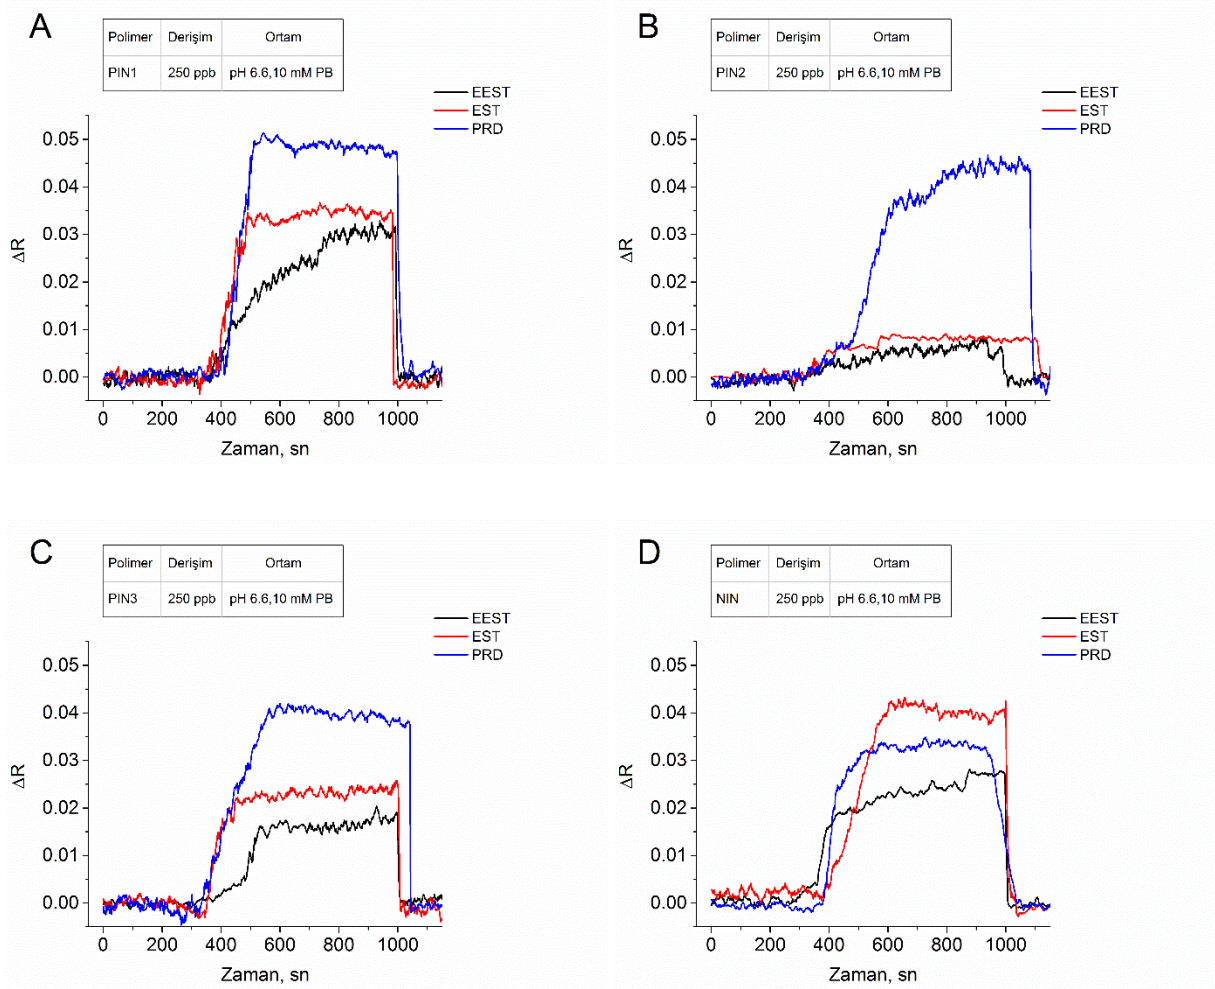 A
Polimer Derişim Ortam
PIN1 250 ppb pH 6.6,10 mM PB
EEST
EST
PRD
0.05
0.04
0.03
0.02
0.01
0.00
ΔR
0 200 400 600 800 1000
Zaman, sn
B
Polimer Derişim Ortam
PIN2 250 ppb pH 6.6,10 mM PB
EEST
EST
PRD
0.05
0.04
0.03
0.02
0.01
0.00
ΔR
0 200 400 600 800 1000
Zaman, sn
C
Polimer Derişim Ortam
PIN3 250 ppb pH 6.6,10 mM PB
EEST
EST
PRD
0.05
0.04
0.03
0.02
0.01
0.00
ΔR
0 200 400 600 800 1000
Zaman, sn
D
Polimer Derişim Ortam
NIN 250 ppb pH 6.6,10 mM PB
EEST
EST
PRD
0.05
0.04
0.03
0.02
0.01
0.00
ΔR
0 200 400 600 800 1000
Zaman, sn